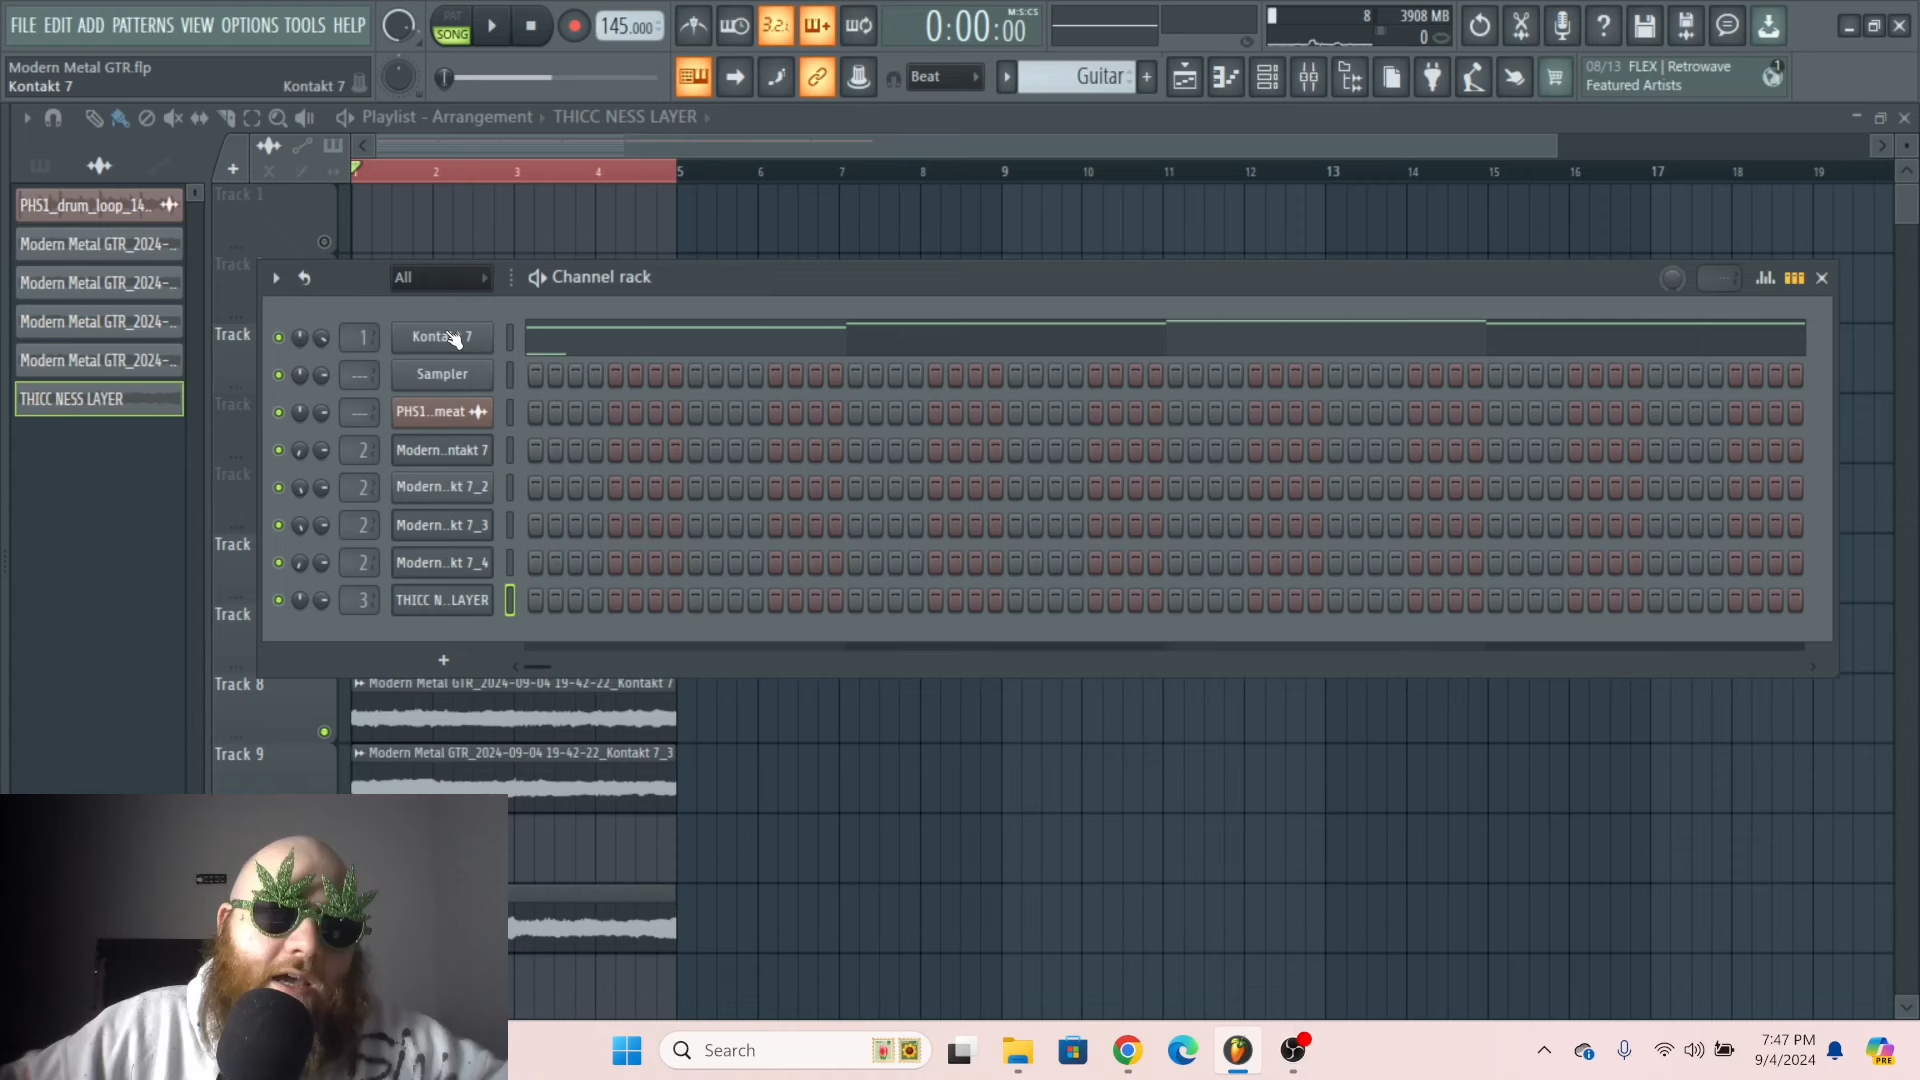 FILE EDIT ADD PATTERNS VIEW OPTIONS TOOLS HELP
PAT
SONG
145.000
3.2.
0:00:00
M:S:CS
8
3908 MB
0
Modern Metal GTR.flp
Kontakt 7
Beat
Guitar
08/13 FLEX | Retrowave
Featured Artists
1
Playlist - Arrangement › THICC NESS LAYER ›
1 2 3 4 5 6 7 8 9 10 11 12 13 14 15 16 17 18 19
PHS1_drum_loop_14..
Modern Metal GTR_2024-..
Modern Metal GTR_2024-..
Modern Metal GTR_2024-..
Modern Metal GTR_2024-..
THICC NESS LAYER
Track 1
Track
Track
Track
Track
Track
Track
Track 8
Track 9
All
Channel rack
1 Kontakt 7
--- Sampler
--- PHS1..meat
2 Modern..ntakt 7
2 Modern..kt 7_2
2 Modern..kt 7_3
2 Modern..kt 7_4
3 THICC N..LAYER
Modern Metal GTR_2024-09-04 19-42-22_Kontakt 7
Modern Metal GTR_2024-09-04 19-42-22_Kontakt 7_3
Search
7:47 PM
9/4/2024
PRE